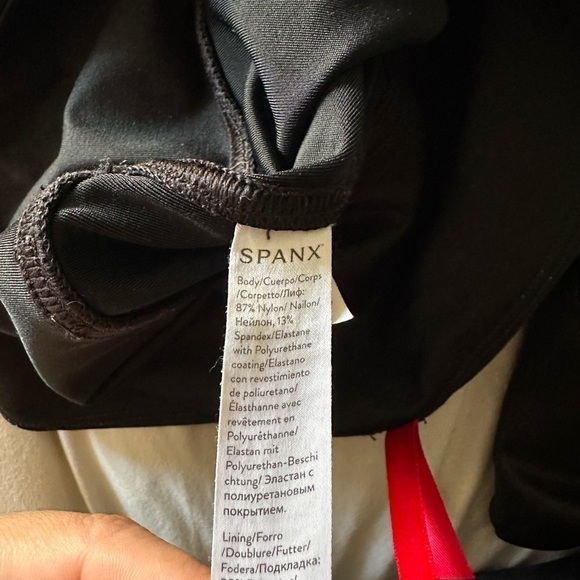 SPANX™
Body/Cuerpo/Corps
/Corpetto/Лиф:
87% Nylon/ Nailon/
Нейлон, 13%
Spandex/Elastane
with Polyurethane
coating/Elastano
con revestimiento
de poliuretano/
Élasthanne avec
revêtement en
Polyuréthanne/
Elastan mit
Polyurethan-Beschi
chtung/ Эластан с
полиуретановым
покрытием.
Lining/Forro
/Doublure/Futter/
Fodera/Подкладка: